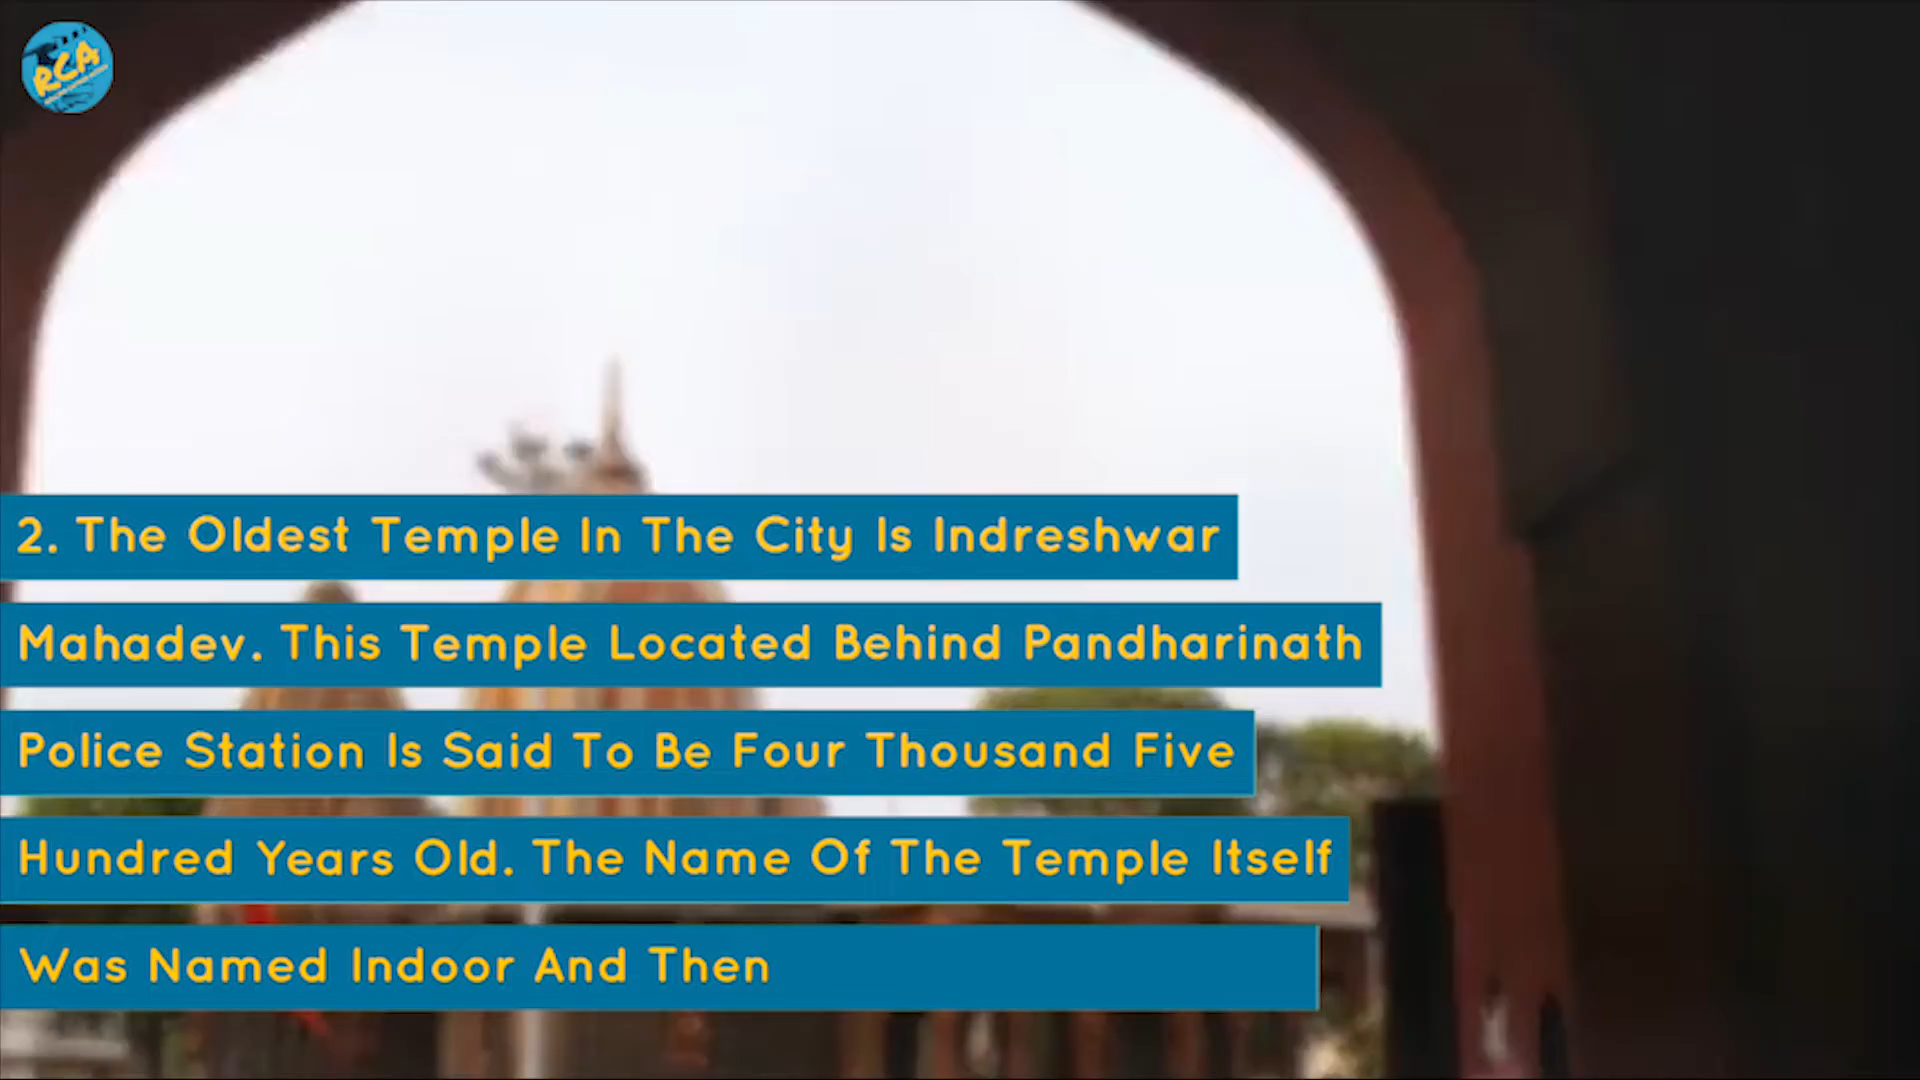 RCA
2. The Oldest Temple In The City Is Indreshwar
Mahadev. This Temple Located Behind Pandharinath
Police Station Is Said To Be Four Thousand Five
Hundred Years Old. The Name Of The Temple Itself
Was Named Indoor And Then